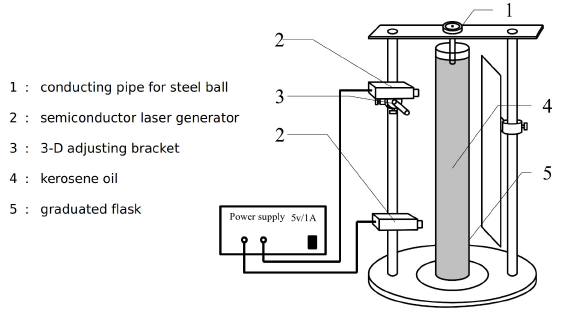 1 : conducting pipe for steel ball
2 : semiconductor laser generator
3 : 3-D adjusting bracket
4 : kerosene oil
5 : graduated flask
1
2
3
4
2
5
Power supply 5v/1A